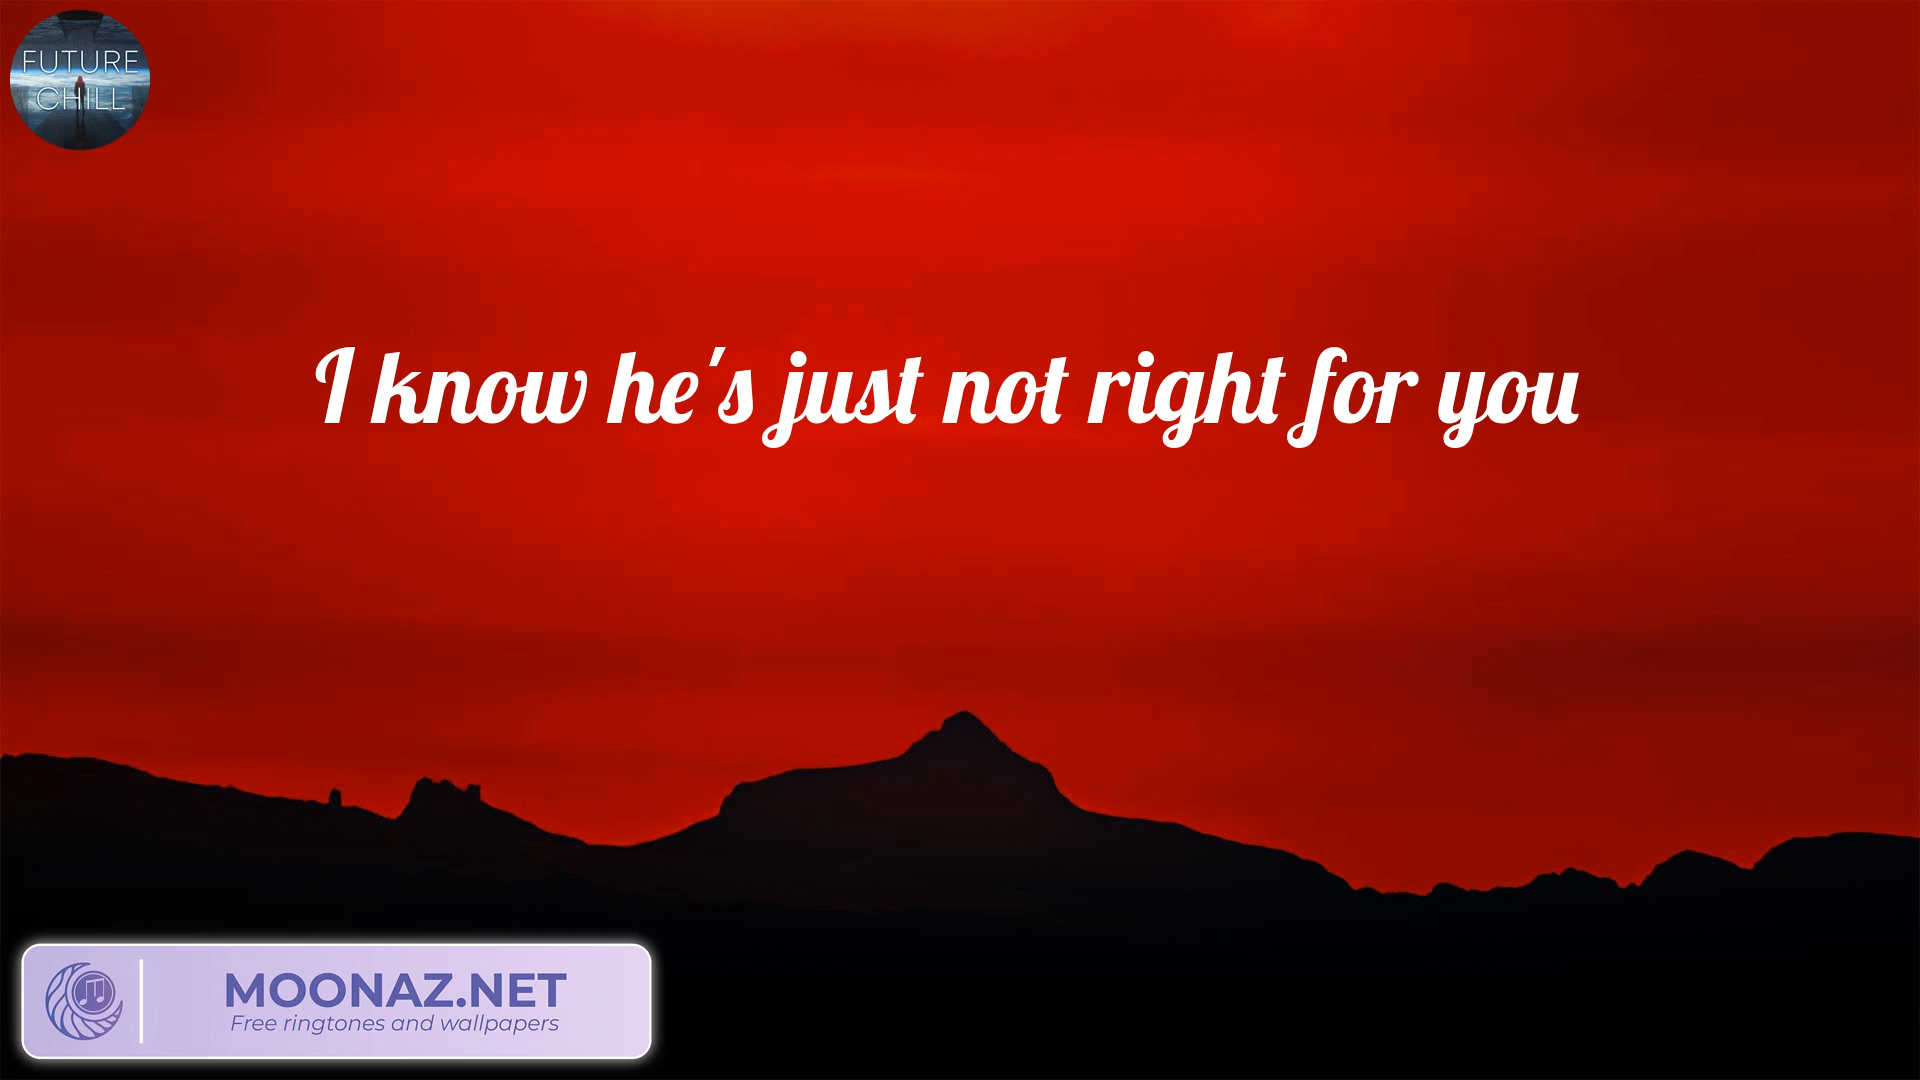 FUTURE
CHILL
I know he's just not right for you
MOONAZ.NET
Free ringtones and wallpapers